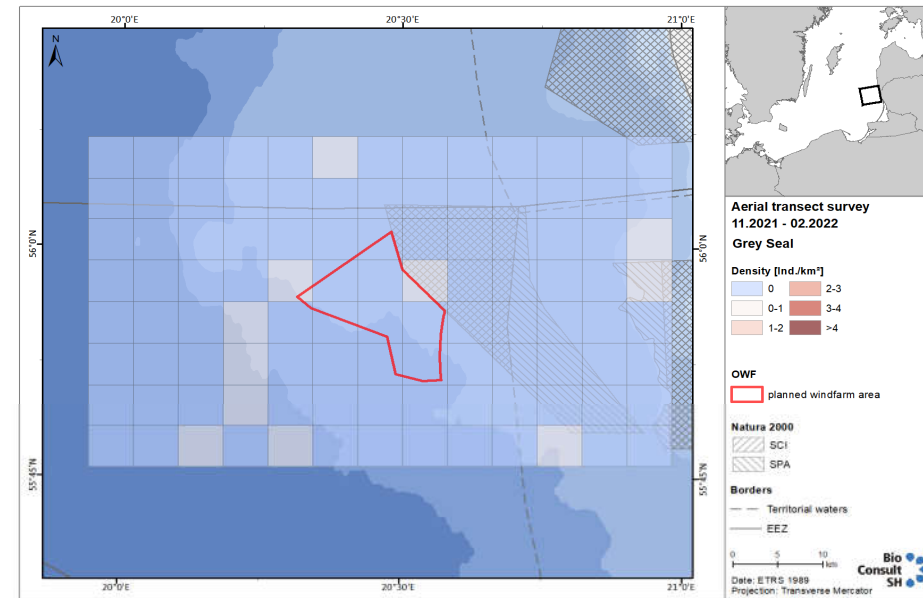 20°0'E
20°30'E
21°0'E
N
56°0'N
56°0'N
55°45'N
55°45'N
20°0'E
20°30'E
21°0'E
Aerial transect survey
11.2021 - 02.2022
Grey Seal
Density [Ind./km²]
0
2-3
0-1
3-4
1-2
>4
OWF
planned windfarm area
Natura 2000
SCI
SPA
Borders
Territorial waters
EEZ
0 5 10
km
Date: ETRS 1989
Projection: Transverse Mercator
Bio
Consult
SH